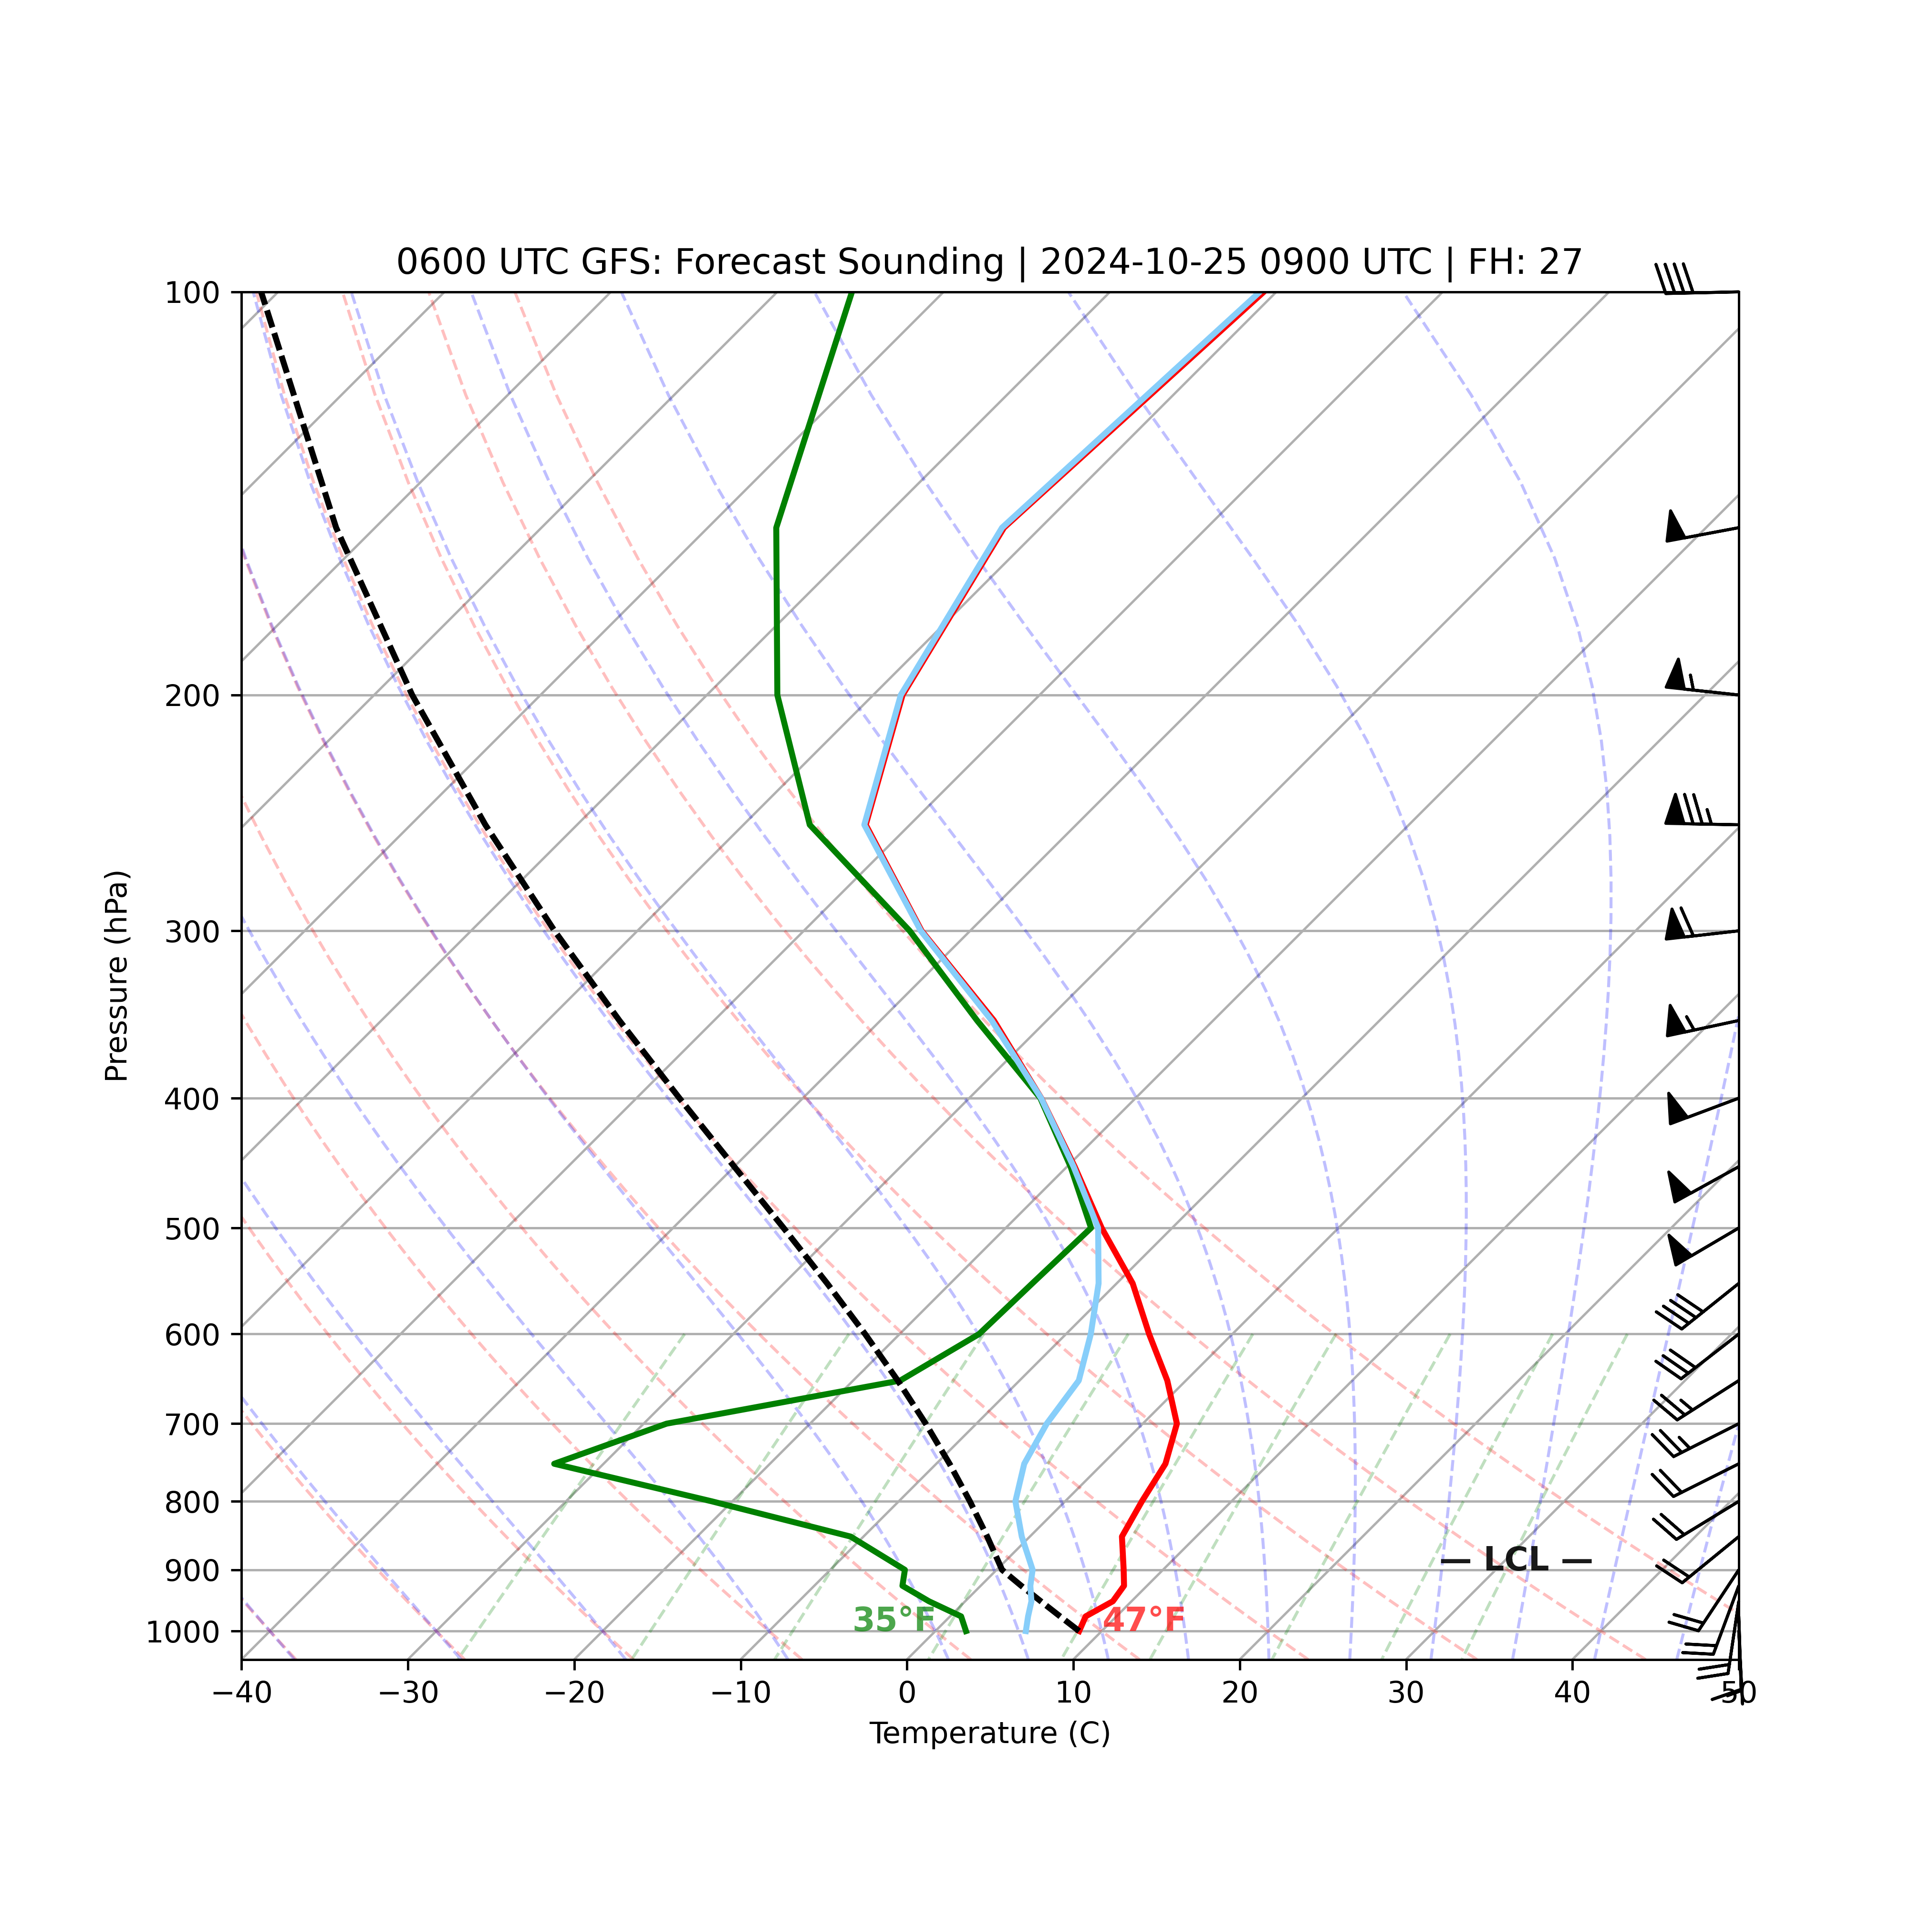 0600 UTC GFS: Forecast Sounding | 2024-10-25 0900 UTC | FH: 27
100
200
300
400
500
600
700
800
900
1000
Pressure (hPa)
— LCL —
35°F
47°F
−40 −30 −20 −10 0 10 20 30 40 50
Temperature (C)